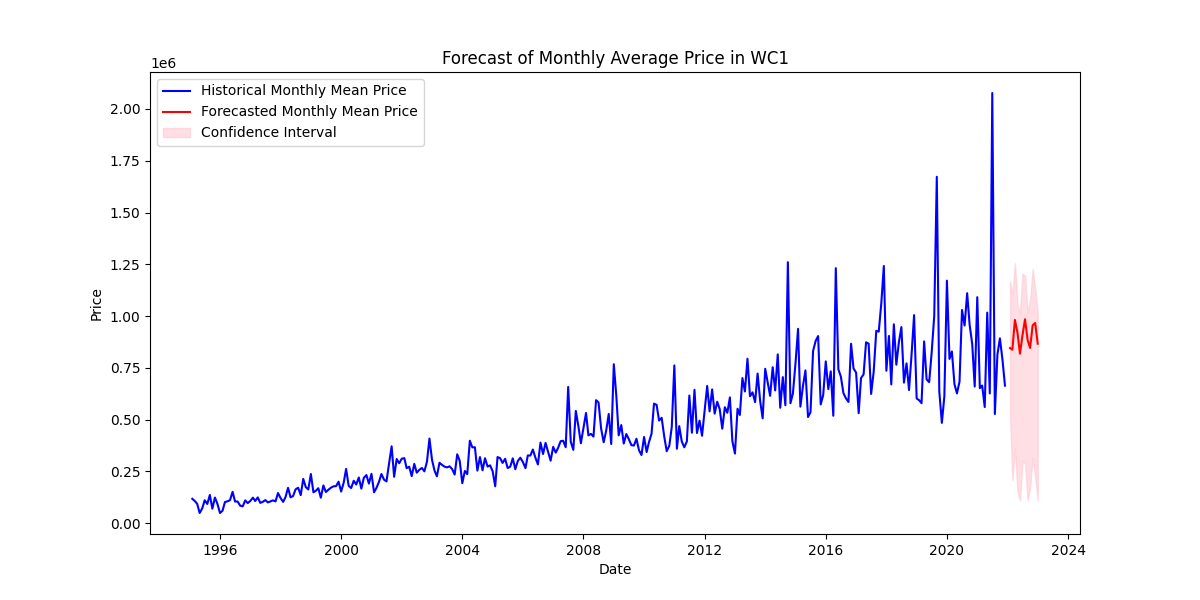 Forecast of Monthly Average Price in WC1
1e6
Historical Monthly Mean Price
Forecasted Monthly Mean Price
Confidence Interval
2.00
1.75
1.50
1.25
1.00
0.75
0.50
0.25
0.00
Price
1996 2000 2004 2008 2012 2016 2020 2024
Date